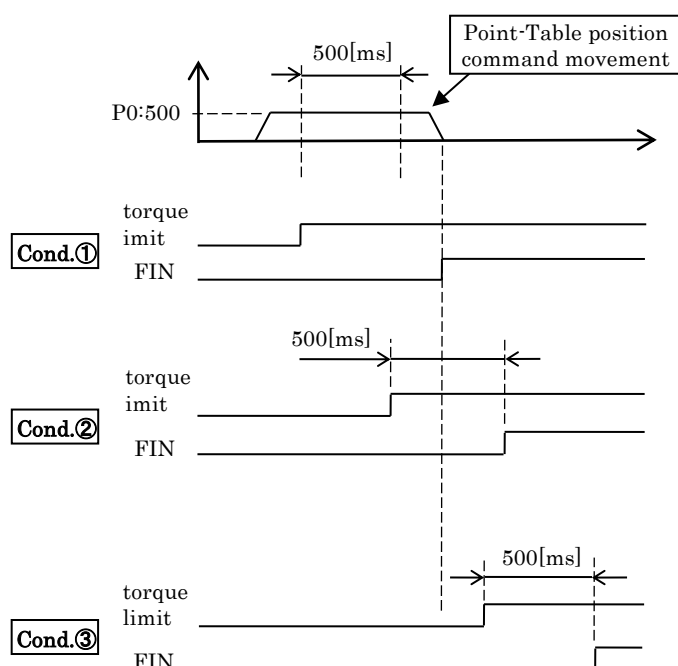 Point-Table position
command movement
500[ms]
P0:500
torque
imit
Cond.①
FIN
500[ms]
torque
imit
Cond.②
FIN
500[ms]
torque
limit
Cond.③
FIN